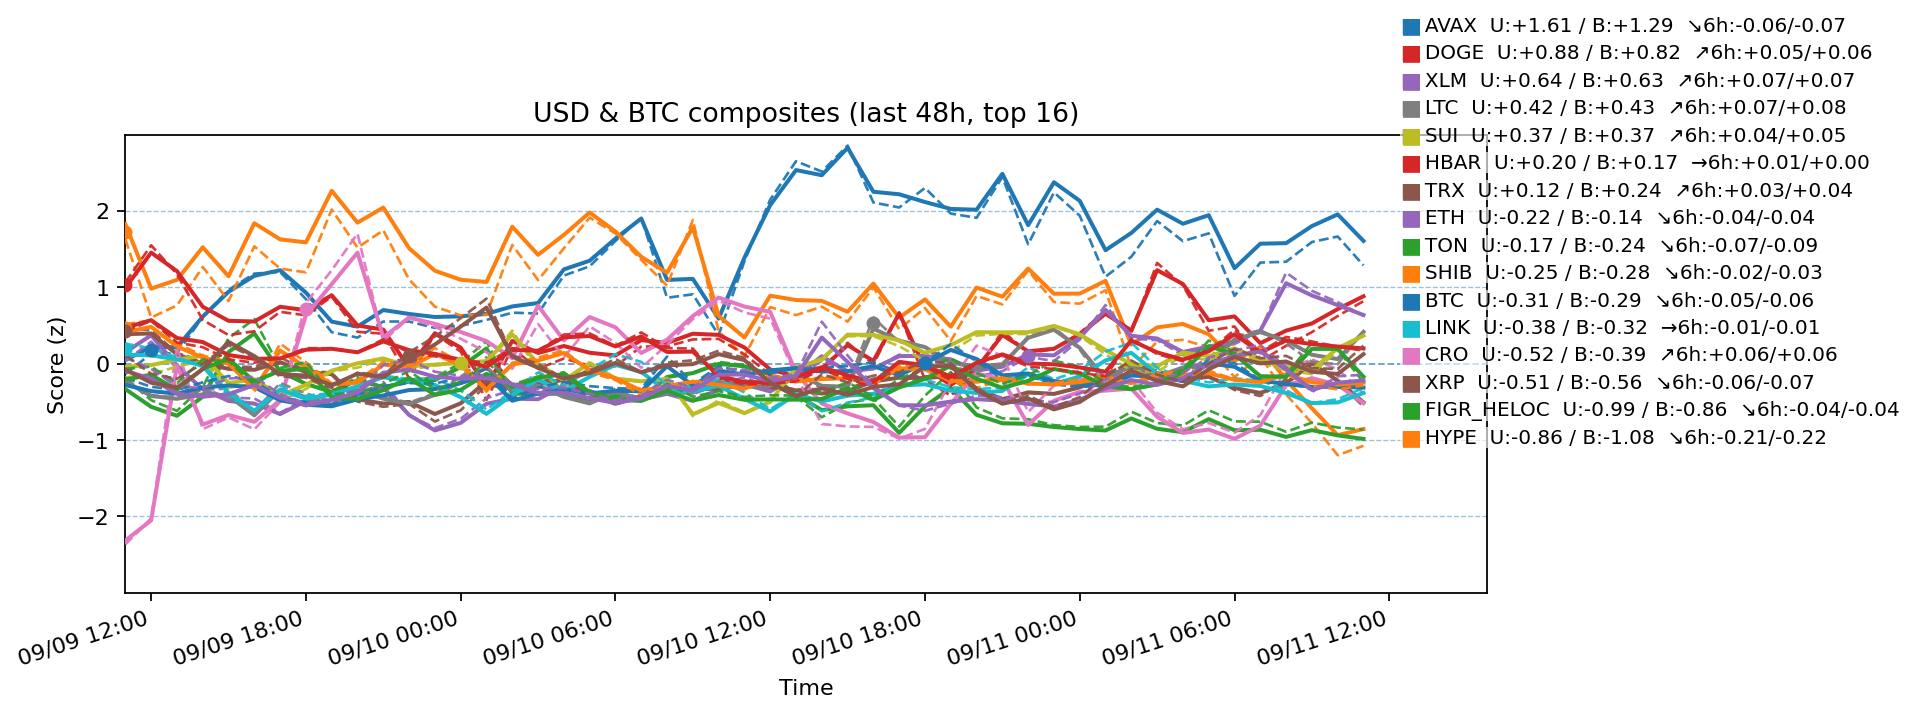 AVAX  U:+1.61 / B:+1.29  ↘6h:-0.06/-0.07
DOGE  U:+0.88 / B:+0.82  ↗6h:+0.05/+0.06
XLM  U:+0.64 / B:+0.63  ↗6h:+0.07/+0.07
LTC  U:+0.42 / B:+0.43  ↗6h:+0.07/+0.08
SUI  U:+0.37 / B:+0.37  ↗6h:+0.04/+0.05
HBAR  U:+0.20 / B:+0.17  →6h:+0.01/+0.00
TRX  U:+0.12 / B:+0.24  ↗6h:+0.03/+0.04
ETH  U:-0.22 / B:-0.14  ↘6h:-0.04/-0.04
TON  U:-0.17 / B:-0.24  ↘6h:-0.07/-0.09
SHIB  U:-0.25 / B:-0.28  ↘6h:-0.02/-0.03
BTC  U:-0.31 / B:-0.29  ↘6h:-0.05/-0.06
LINK  U:-0.38 / B:-0.32  →6h:-0.01/-0.01
CRO  U:-0.52 / B:-0.39  ↗6h:+0.06/+0.06
XRP  U:-0.51 / B:-0.56  ↘6h:-0.06/-0.07
FIGR_HELOC  U:-0.99 / B:-0.86  ↘6h:-0.04/-0.04
HYPE  U:-0.86 / B:-1.08  ↘6h:-0.21/-0.22
USD & BTC composites (last 48h, top 16)
Score (z)
2
1
0
−1
−2
09/09 12:00
09/09 18:00
09/10 00:00
09/10 06:00
09/10 12:00
09/10 18:00
09/11 00:00
09/11 06:00
09/11 12:00
Time